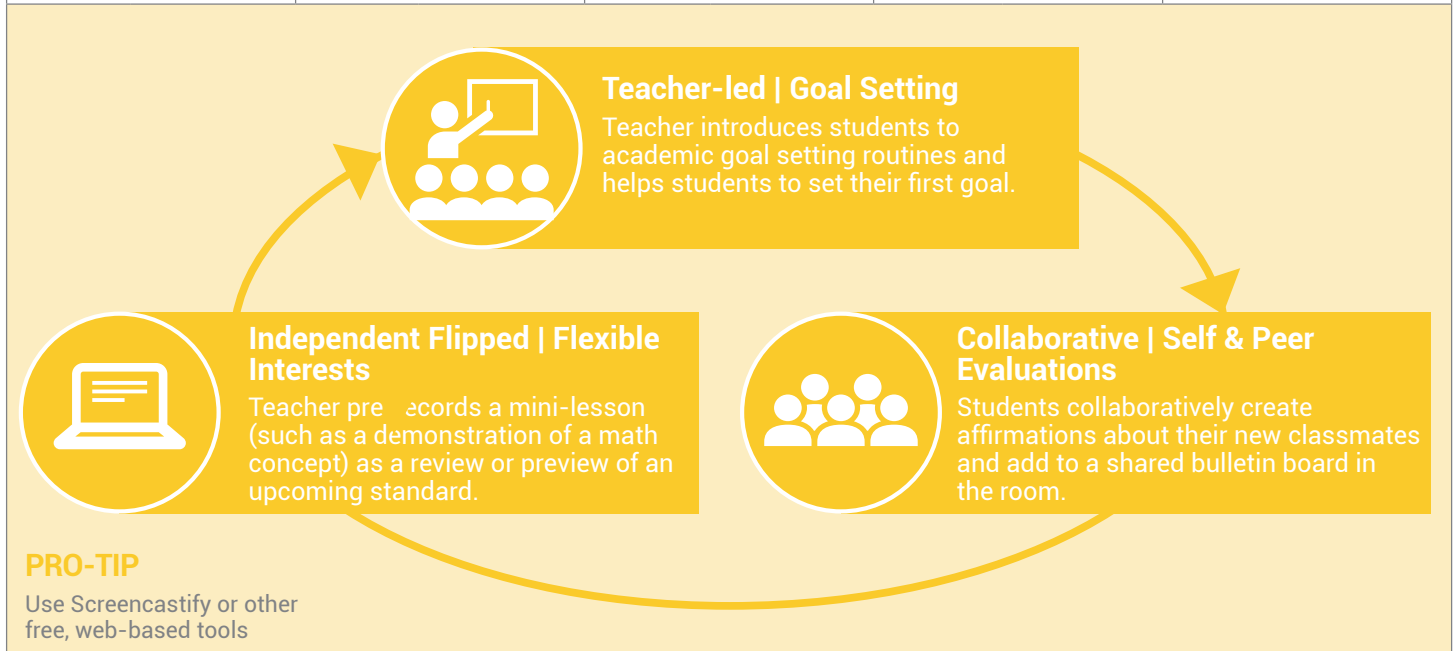 Teacher-led | Goal Setting
Teacher introduces students to
academic goal setting routines and
helps students to set their first goal.
Independent Flipped | Flexible
Interests
Teacher pre ecords a mini-lesson
(such as a demonstration of a math
concept) as a review or preview of an
upcoming standard.
Collaborative | Self & Peer
Evaluations
Students collaboratively create
affirmations about their new classmates
and add to a shared bulletin board in
the room.
PRO-TIP
Use Screencastify or other
free, web-based tools